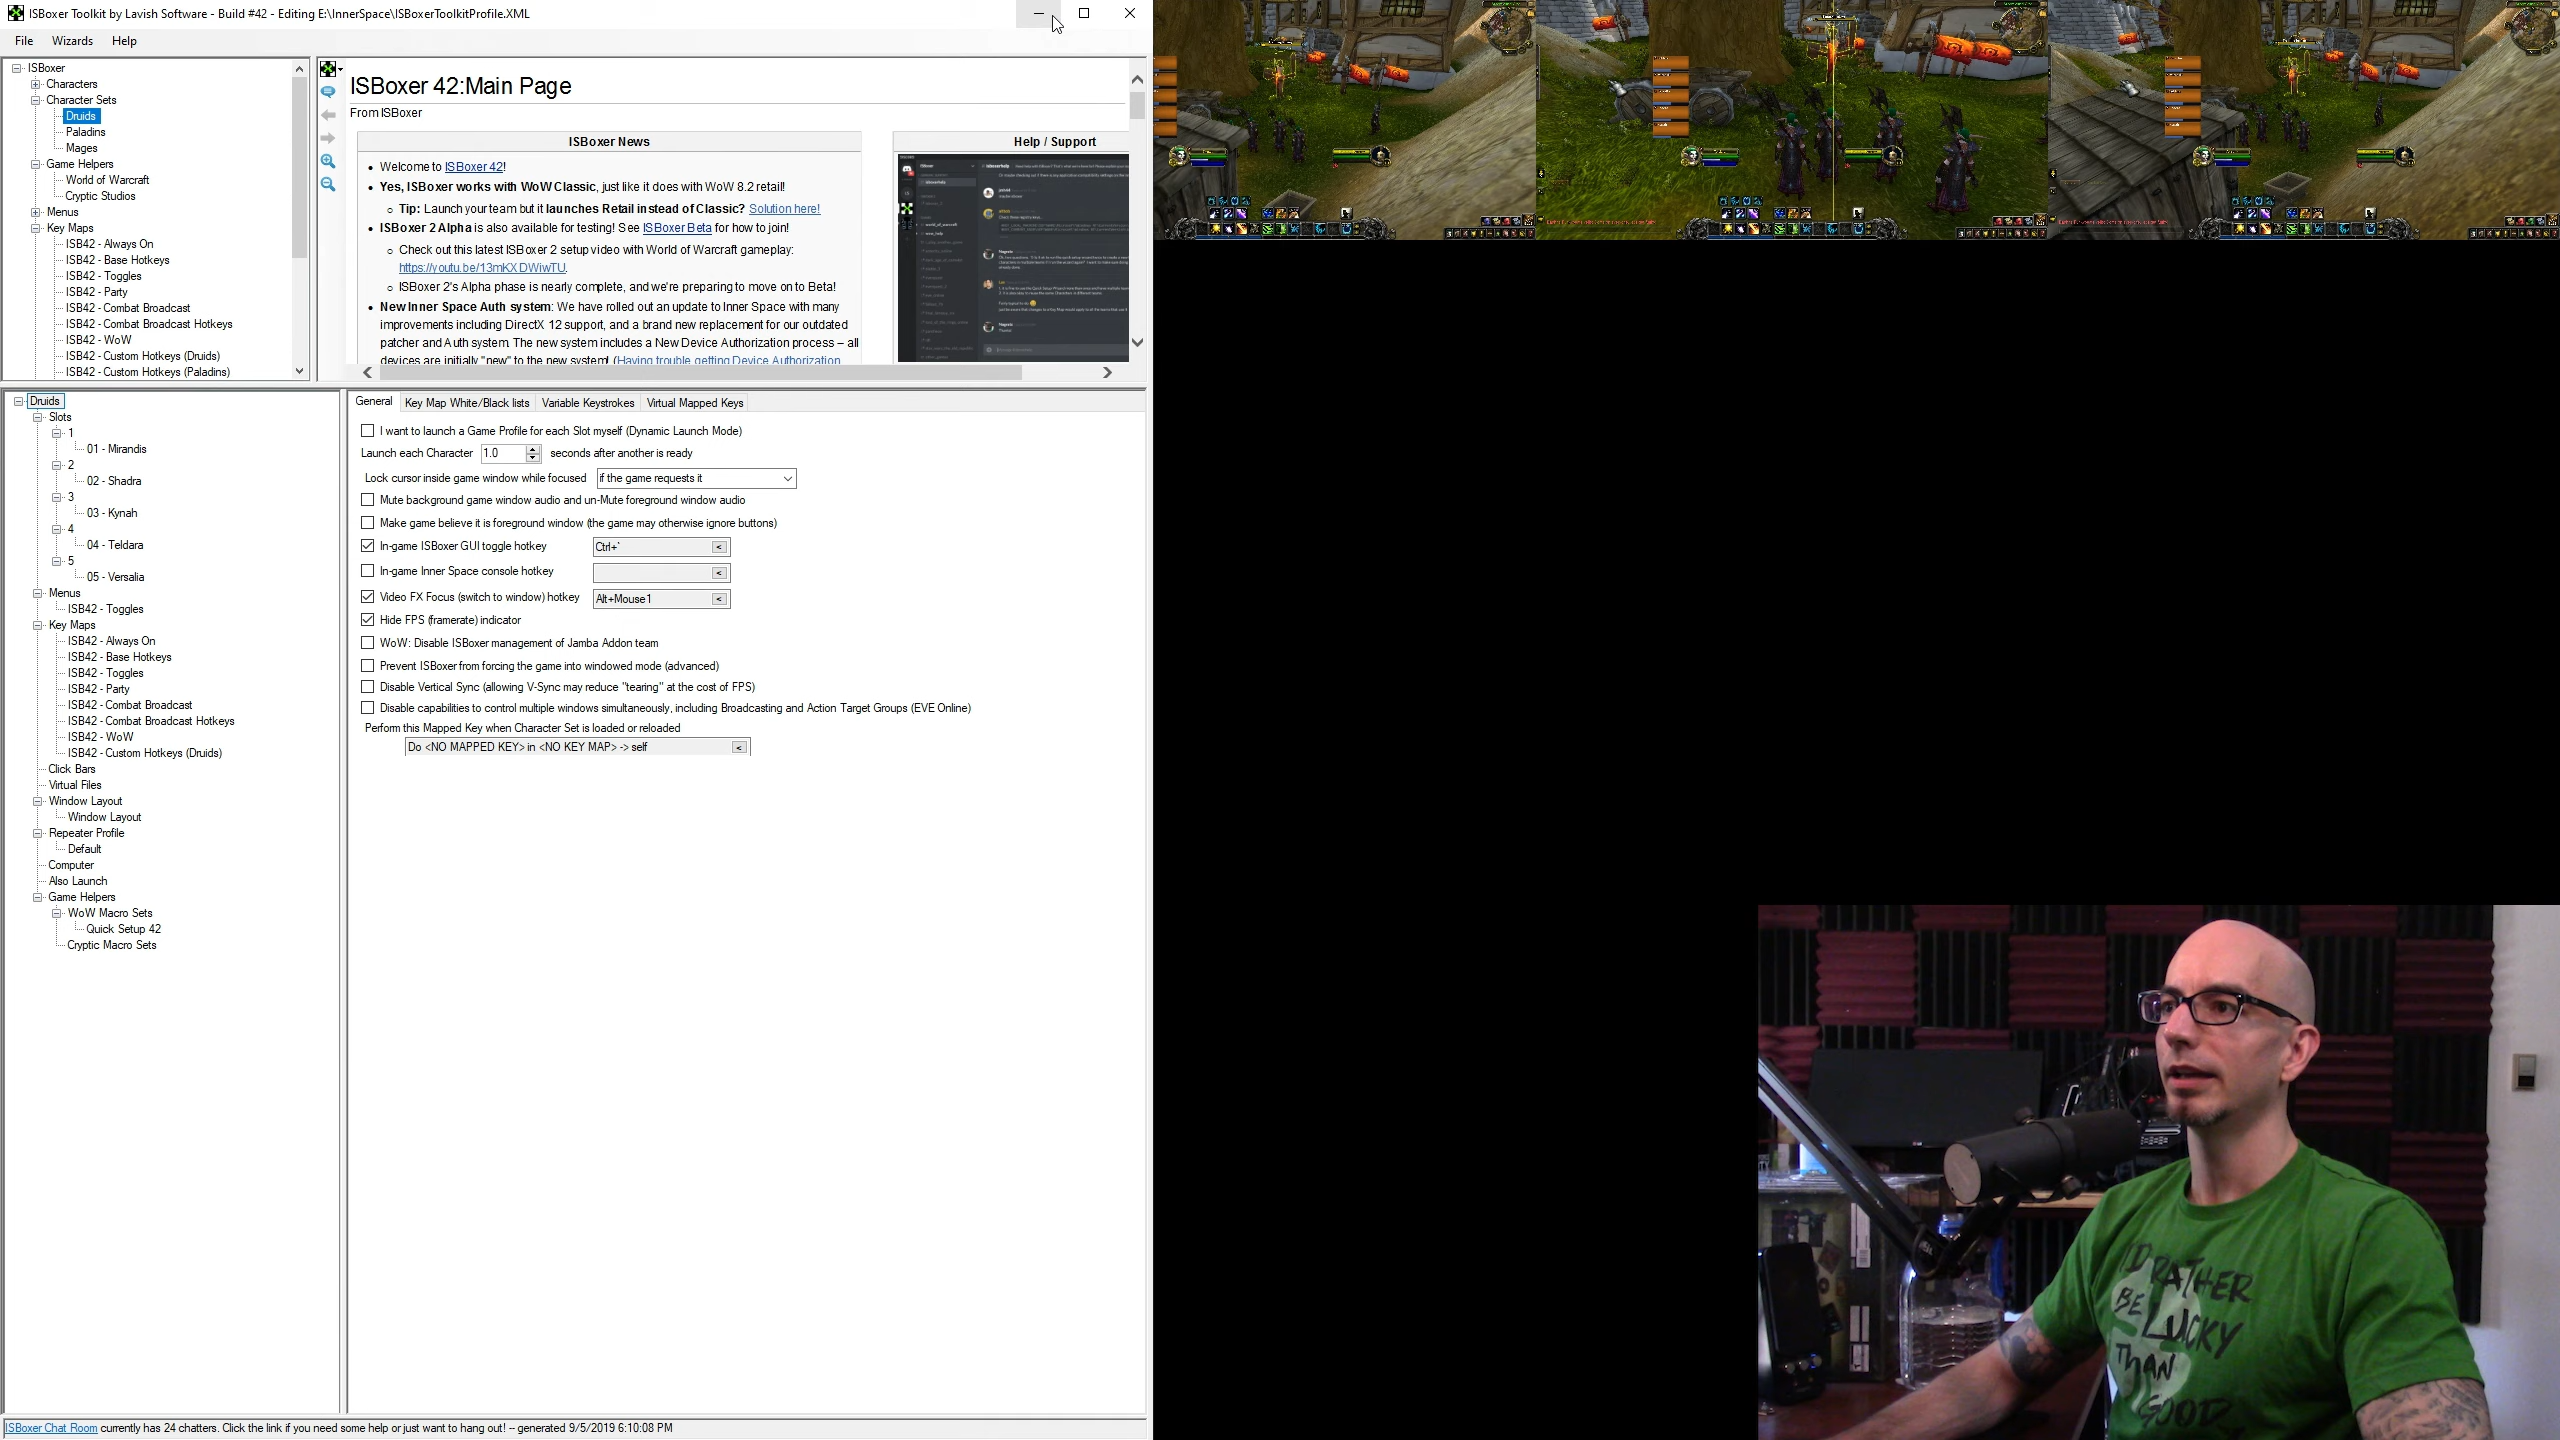 ISBoxer Toolkit by Lavish Software - Build #42 - Editing E:\InnerSpace\ISBoxerToolkitProfile.XML
File Wizards Help
ISBoxer
Characters
Character Sets
Druids
Paladins
Mages
Game Helpers
World of Warcraft
Cryptic Studios
Menus
Key Maps
ISB42 - Always On
ISB42 - Base Hotkeys
ISB42 - Toggles
ISB42 - Party
ISB42 - Combat Broadcast
ISB42 - Combat Broadcast Hotkeys
ISB42 - WoW
ISB42 - Custom Hotkeys (Druids)
ISB42 - Custom Hotkeys (Paladins)
ISBoxer 42:Main Page
From ISBoxer
ISBoxer News
Welcome to ISBoxer 42!
Yes, ISBoxer works with WoW Classic, just like it does with WoW 8.2 retail!
Tip: Launch your team but it launches Retail instead of Classic? Solution here!
ISBoxer 2 Alpha is also available for testing! See ISBoxer Beta for how to join!
Check out this latest ISBoxer 2 setup video with World of Warcraft gameplay:
https://youtu.be/13mKXDWiwTU.
ISBoxer 2's Alpha phase is nearly complete, and we're preparing to move on to Beta!
New Inner Space Auth system: We have rolled out an update to Inner Space with many
improvements including DirectX 12 support, and a brand new replacement for our outdated
patcher and Auth system. The new system includes a New Device Authorization process – all
devices are initially "new" to the new system! (Having trouble getting Device Authorization
Help / Support
Druids
Slots
1
01 - Mirandis
2
02 - Shadra
3
03 - Kynah
4
04 - Teldara
5
05 - Versalia
Menus
ISB42 - Toggles
Key Maps
ISB42 - Always On
ISB42 - Base Hotkeys
ISB42 - Toggles
ISB42 - Party
ISB42 - Combat Broadcast
ISB42 - Combat Broadcast Hotkeys
ISB42 - WoW
ISB42 - Custom Hotkeys (Druids)
Click Bars
Virtual Files
Window Layout
Window Layout
Repeater Profile
Default
Computer
Also Launch
Game Helpers
WoW Macro Sets
Quick Setup 42
Cryptic Macro Sets
General Key Map White/Black lists Variable Keystrokes Virtual Mapped Keys
I want to launch a Game Profile for each Slot myself (Dynamic Launch Mode)
Launch each Character 1.0 seconds after another is ready
Lock cursor inside game window while focused if the game requests it
Mute background game window audio and un-Mute foreground window audio
Make game believe it is foreground window (the game may otherwise ignore buttons)
In-game ISBoxer GUI toggle hotkey Ctrl+` <
In-game Inner Space console hotkey <
Video FX Focus (switch to window) hotkey Alt+Mouse1 <
Hide FPS (framerate) indicator
WoW: Disable ISBoxer management of Jamba Addon team
Prevent ISBoxer from forcing the game into windowed mode (advanced)
Disable Vertical Sync (allowing V-Sync may reduce "tearing" at the cost of FPS)
Disable capabilities to control multiple windows simultaneously, including Broadcasting and Action Target Groups (EVE Online)
Perform this Mapped Key when Character Set is loaded or reloaded
Do <NO MAPPED KEY> in <NO KEY MAP> -> self <
ISBoxer Chat Room currently has 24 chatters. Click the link if you need some help or just want to hang out! -- generated 9/5/2019 6:10:08 PM
I'D RATHER
BE
LUCKY
THAN
GOOD